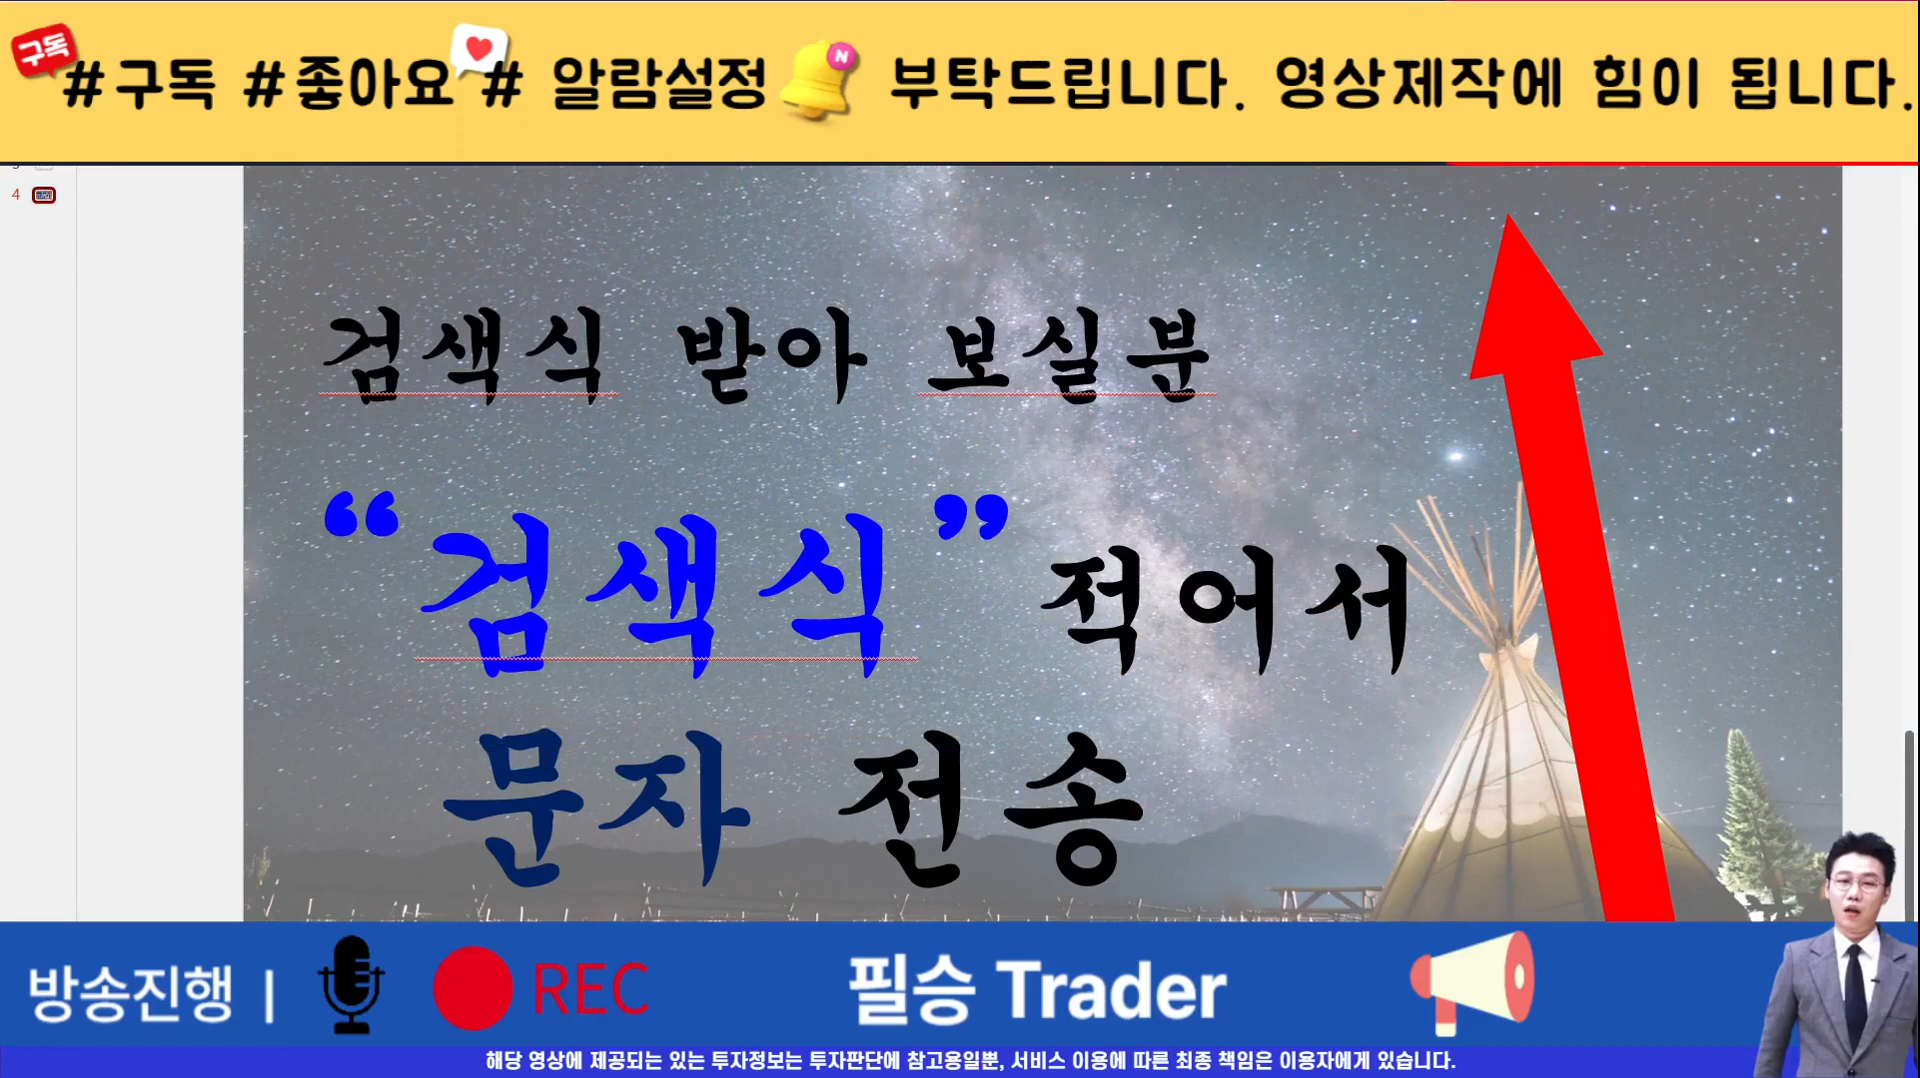 구독
#구독 #좋아요 # 알람설정 N 부탁드립니다. 영상제작에 힘이 됩니다.
4
검색식 받아 보실분
“검색식” 적어서
문자 전송
방송진행 | REC 필승 Trader
해당 영상에 제공되는 있는 투자정보는 투자판단에 참고용일뿐, 서비스 이용에 따른 최종 책임은 이용자에게 있습니다.